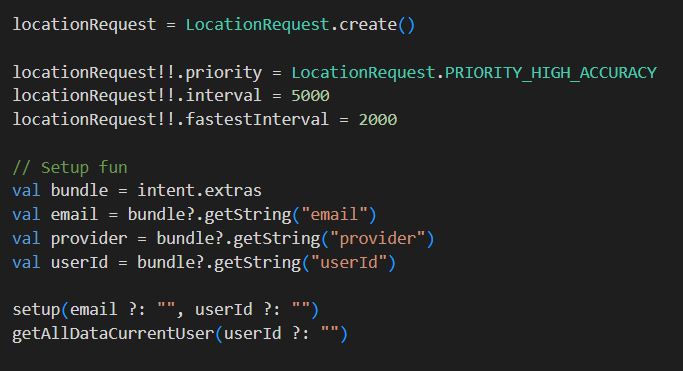 locationRequest = LocationRequest.create()
locationRequest!!.priority = LocationRequest.PRIORITY_HIGH_ACCURACY
locationRequest!!.interval = 5000
locationRequest!!.fastestInterval = 2000
// Setup fun
val bundle = intent.extras
val email = bundle?.getString("email")
val provider = bundle?.getString("provider")
val userId = bundle?.getString("userId")
setup(email ?: "", userId ?: "")
getAllDataCurrentUser(userId ?: "")